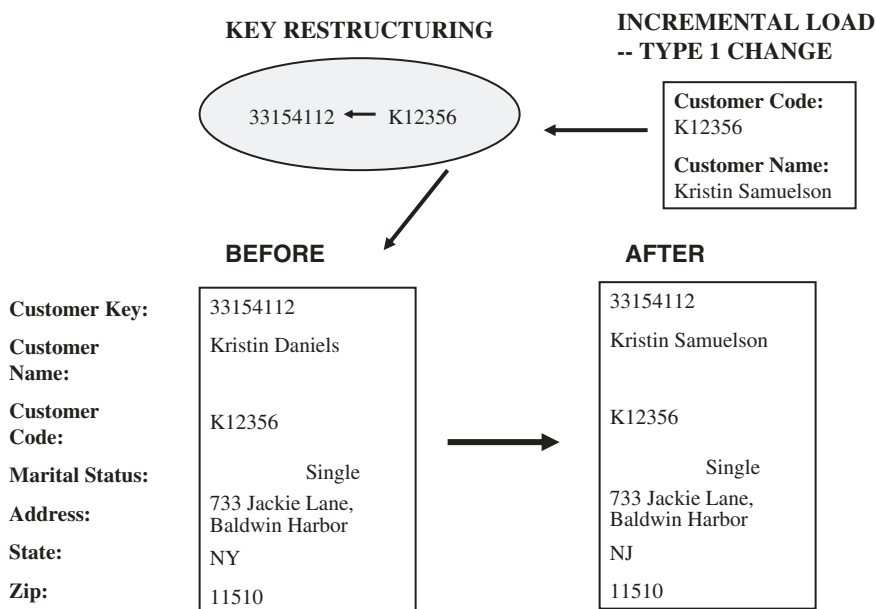 KEY RESTRUCTURING
INCREMENTAL LOAD
-- TYPE 1 CHANGE
33154112 K12356
Customer Code:
K12356
Customer Name:
Kristin Samuelson
BEFORE
AFTER
Customer Key: 33154112 33154112
Customer
Name: Kristin Daniels Kristin Samuelson
Customer
Code: K12356 K12356
Marital Status: Single Single
Address: 733 Jackie Lane, 733 Jackie Lane,
Baldwin Harbor Baldwin Harbor
State: NY NJ
Zip: 11510 11510